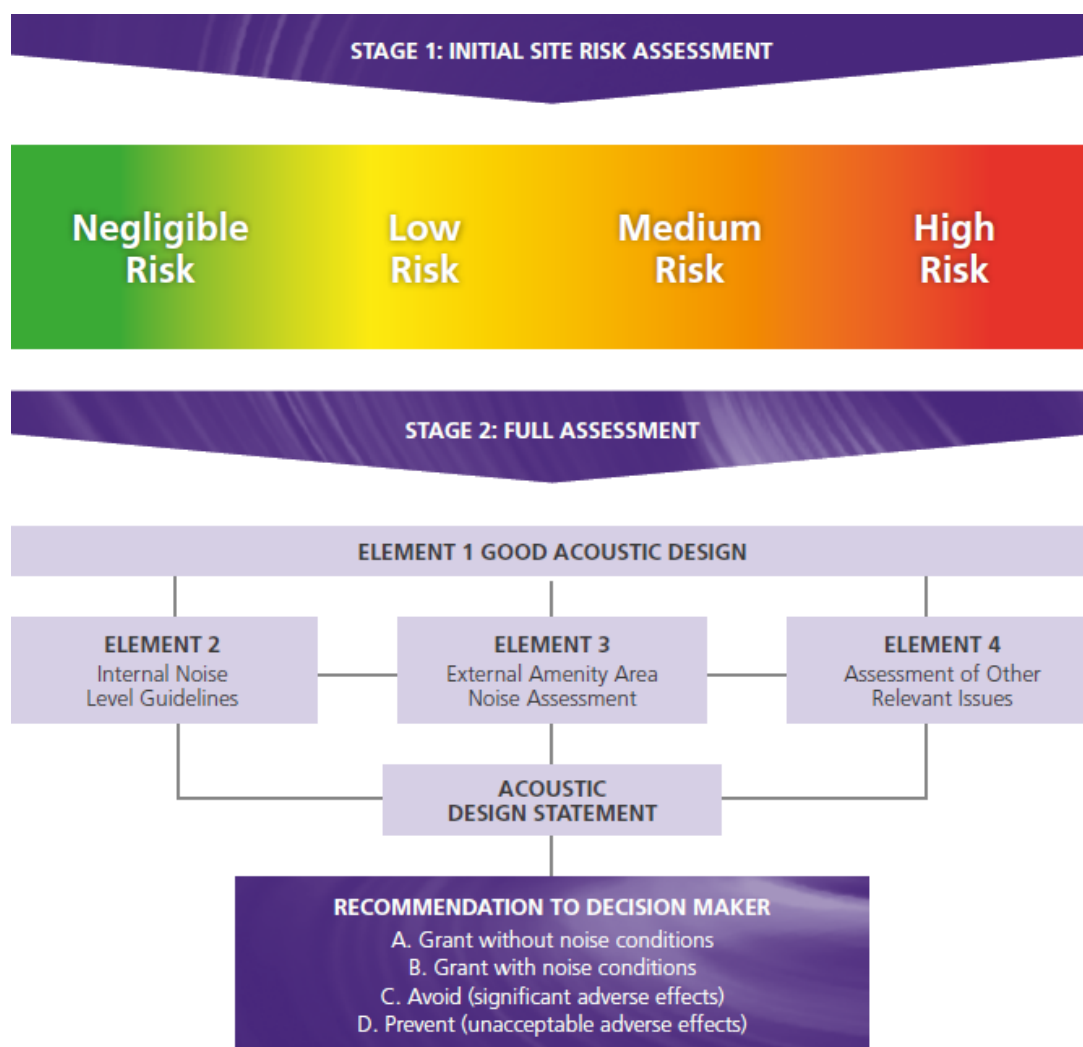 STAGE 1: INITIAL SITE RISK ASSESSMENT
Negligible
Risk
Low
Risk
Medium
Risk
High
Risk
STAGE 2: FULL ASSESSMENT
ELEMENT 1 GOOD ACOUSTIC DESIGN
ELEMENT 2
Internal Noise
Level Guidelines
ELEMENT 3
External Amenity Area
Noise Assessment
ELEMENT 4
Assessment of Other
Relevant Issues
ACOUSTIC
DESIGN STATEMENT
RECOMMENDATION TO DECISION MAKER
A. Grant without noise conditions
B. Grant with noise conditions
C. Avoid (significant adverse effects)
D. Prevent (unacceptable adverse effects)